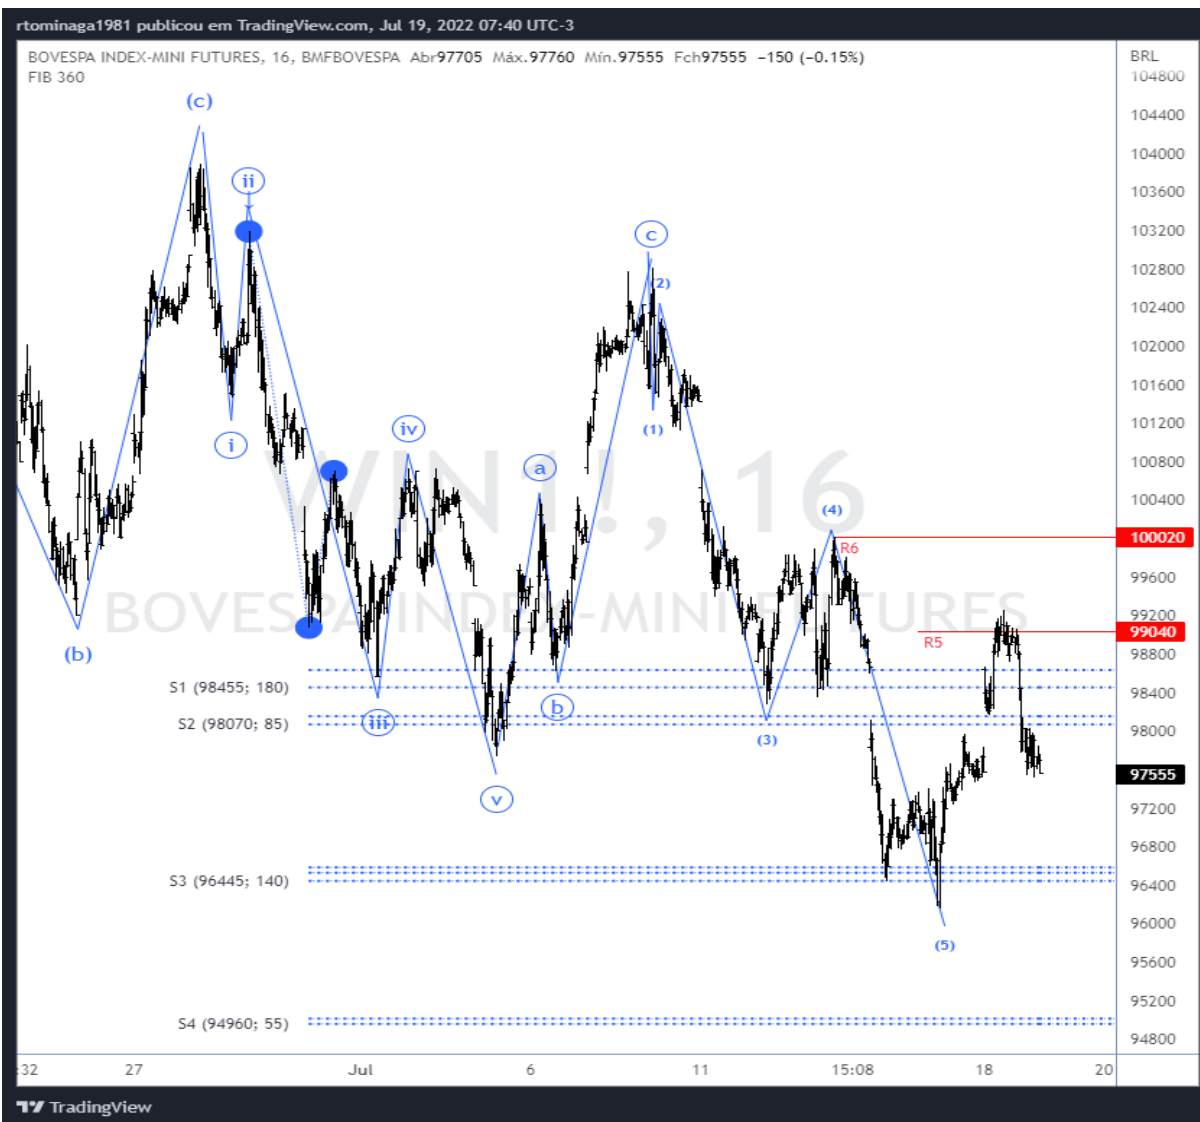 rtominaga1981 publicou em TradingView.com, Jul 19, 2022 07:40 UTC-3
BOVESPA INDEX-MINI FUTURES, 16, BMFBOVESPA Abr97705 Máx.97760 Mín.97555 Fch97555 −150 (−0.15%)
BRL
FIB 360
104800
(c)
104400
104000
ii
103600
103200
c
102800
(2)
102400
102000
101600
iv
(1)
101200
i
a
100800
WIN1!, 16
100400
(4)
100020
R6
99600
BOVESPA INDEX-MINI FUTURES
99200
99040
R5
(b)
98800
S1 (98455; 180)
98400
b
S2 (98070; 85)
iii
(3)
98000
97555
v
97200
96800
S3 (96445; 140)
96400
96000
(5)
95600
95200
S4 (94960; 55)
94800
:32 27 Jul 6 11 15:08 18 20
TradingView